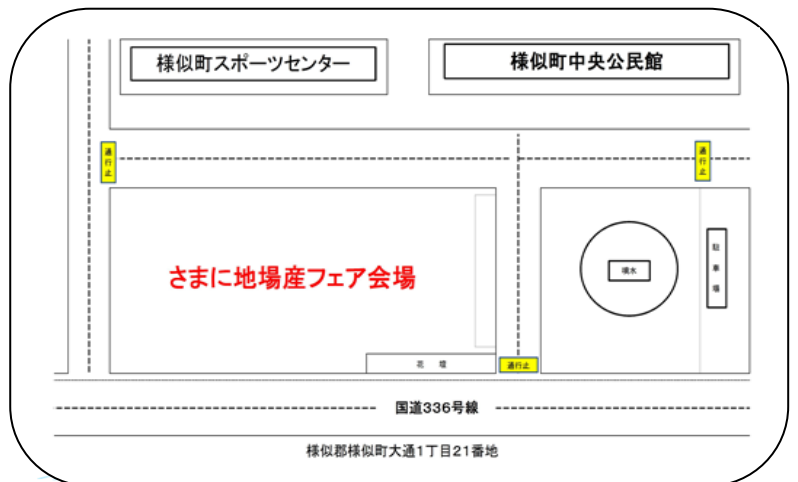 様似町スポーツセンター
様似町中央公民館
通行止
通行止
さまに地場産フェア会場
噴水
駐車場
花壇
通行止
国道336号線
様似郡様似町大通1丁目21番地